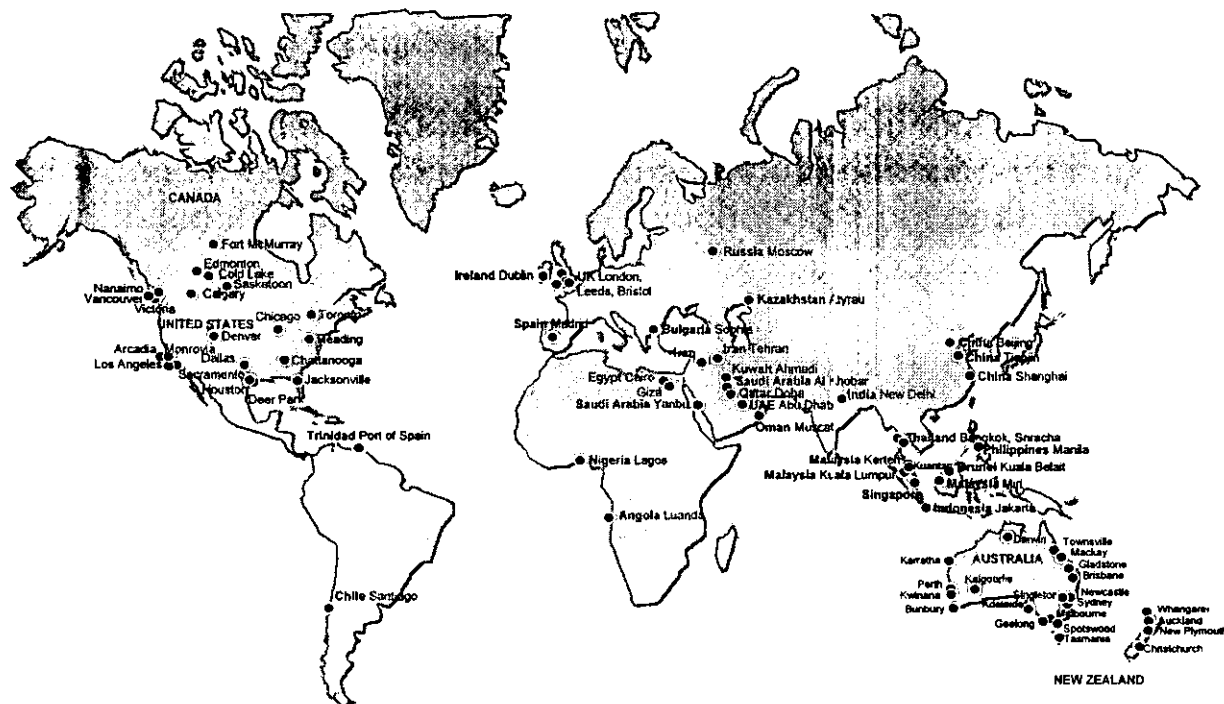 CANADA
Fort McMurray
Edmonton
Cold Lake
Saskatoon
Calgary
Nanaimo
Vancouver
Victoria
UNITED STATES
Chicago
Toronto
Denver
Reading
Arcadia
Monrovia
Los Angeles
Dallas
Chattanooga
Sacramento
Houston
Jacksonville
Deer Park
Trinidad Port of Spain
Chile Santiago
Ireland Dublin
UK London,
Leeds, Bristol
Spain Madrid
Russia Moscow
Kazakhstan Atyrau
Bulgaria Sophia
Iran
Iran Tehran
Kuwait Ahmadi
Saudi Arabia Al Khobar
Egypt Cairo
Giza
Qatar Doha
Saudi Arabia Yanbu
UAE Abu Dhab
Oman Muscat
India New Delhi
Nigeria Lagos
Angola Luanda
China Beijing
China Tianjin
China Shanghai
Thailand Bangkok, Sriracha
Philippines Manila
Malaysia Kerteh
Kuantan
Brunei Kuala Belait
Malaysia Kuala Lumpur
Malaysia Miri
Singapore
Indonesia Jakarta
Darwin
Townsville
Mackay
Karratha
AUSTRALIA
Gladstone
Brisbane
Perth
Kalgoorlie
Kwinana
Singleton
Newcastle
Bunbury
Adelaide
Sydney
Melbourne
Geelong
Spotswood
Tasmania
Whangarei
Auckland
New Plymouth
Christchurch
NEW ZEALAND